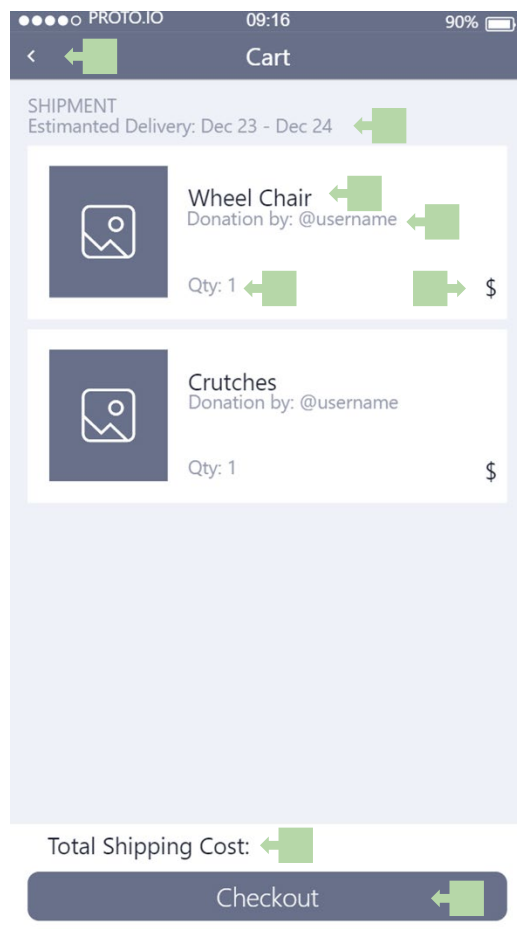 PROTO.IO 09:16 90%
Cart
SHIPMENT
Estimanted Delivery: Dec 23 - Dec 24
Wheel Chair
Donation by: @username
Qty: 1 $
Crutches
Donation by: @username
Qty: 1 $
Total Shipping Cost:
Checkout